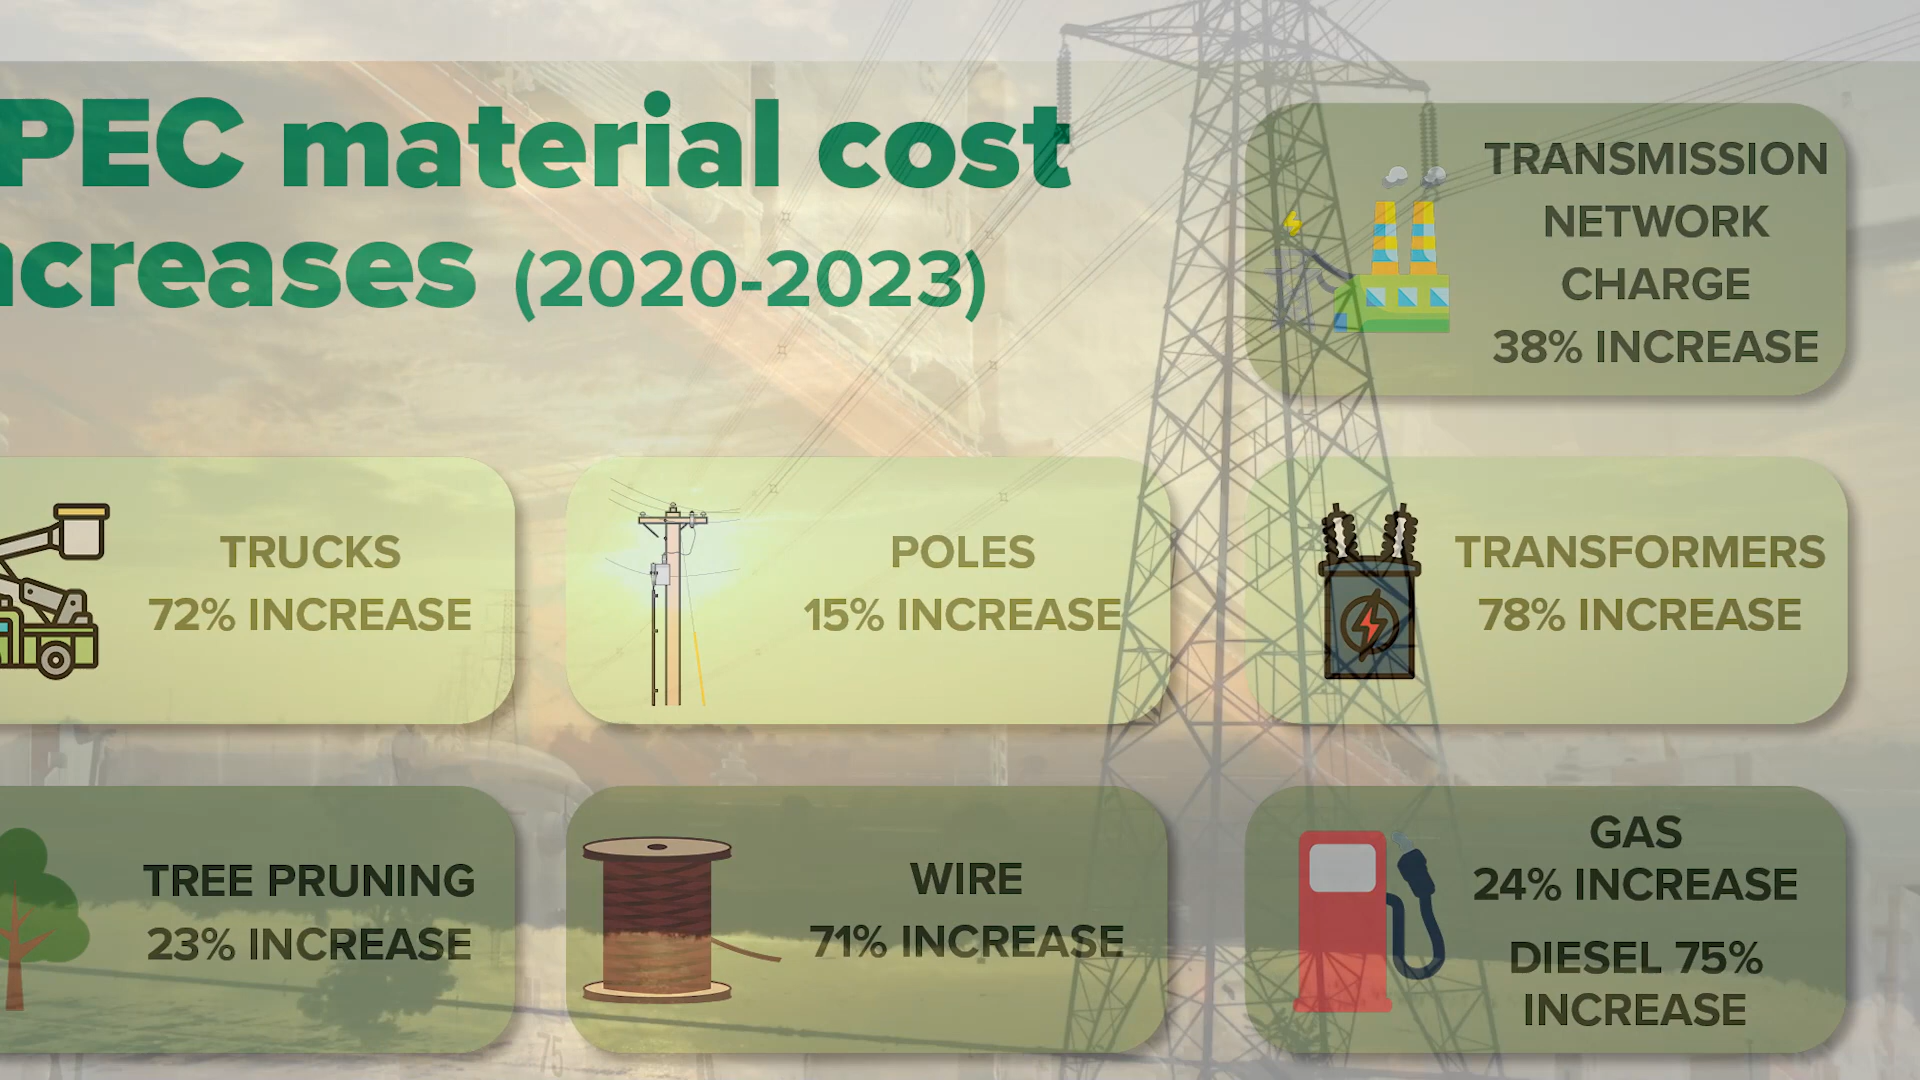 PEC material cost
ncreases (2020-2023)
TRANSMISSION
NETWORK
CHARGE
38% INCREASE
TRUCKS
72% INCREASE
POLES
15% INCREASE
TRANSFORMERS
78% INCREASE
TREE PRUNING
23% INCREASE
WIRE
71% INCREASE
GAS
24% INCREASE
DIESEL 75%
INCREASE
75